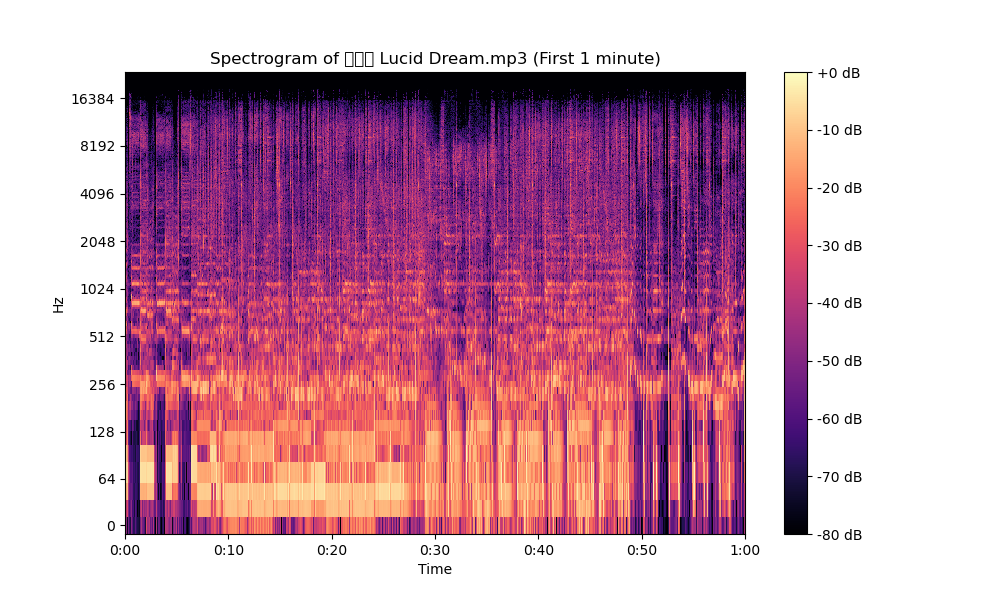 Spectrogram of □□□ Lucid Dream.mp3 (First 1 minute)
Hz
16384
8192
4096
2048
1024
512
256
128
64
0
0:00 0:10 0:20 0:30 0:40 0:50 1:00
Time
+0 dB
-10 dB
-20 dB
-30 dB
-40 dB
-50 dB
-60 dB
-70 dB
-80 dB